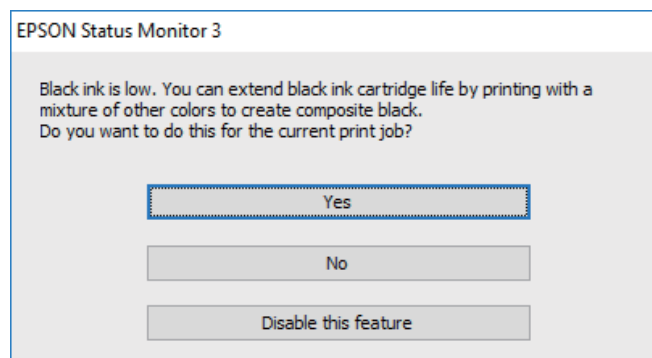 EPSON Status Monitor 3
Black ink is low. You can extend black ink cartridge life by printing with a
mixture of other colors to create composite black.
Do you want to do this for the current print job?
Yes
No
Disable this feature